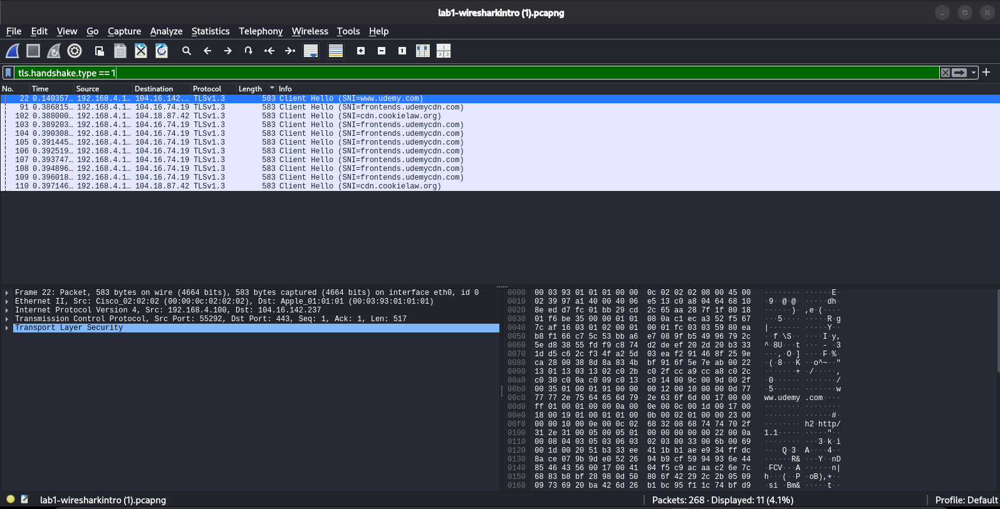 lab1-wiresharkintro (1).pcapng
File Edit View Go Capture Analyze Statistics Telephony Wireless Tools Help
tls.handshake.type == 1
No. Time Source Destination Protocol Length Info
22 0.140357… 192.168.4.1… 104.16.142.… TLSv1.3 583 Client Hello (SNI=www.udemy.com)
91 0.386815… 192.168.4.1… 104.16.74.19 TLSv1.3 583 Client Hello (SNI=frontends.udemycdn.com)
102 0.388000… 192.168.4.1… 104.18.87.42 TLSv1.3 583 Client Hello (SNI=cdn.cookielaw.org)
103 0.389203… 192.168.4.1… 104.16.74.19 TLSv1.3 583 Client Hello (SNI=frontends.udemycdn.com)
104 0.390308… 192.168.4.1… 104.16.74.19 TLSv1.3 583 Client Hello (SNI=frontends.udemycdn.com)
105 0.391445… 192.168.4.1… 104.16.74.19 TLSv1.3 583 Client Hello (SNI=frontends.udemycdn.com)
106 0.392519… 192.168.4.1… 104.16.74.19 TLSv1.3 583 Client Hello (SNI=frontends.udemycdn.com)
107 0.393747… 192.168.4.1… 104.16.74.19 TLSv1.3 583 Client Hello (SNI=frontends.udemycdn.com)
108 0.394896… 192.168.4.1… 104.16.74.19 TLSv1.3 583 Client Hello (SNI=frontends.udemycdn.com)
109 0.396018… 192.168.4.1… 104.16.74.19 TLSv1.3 583 Client Hello (SNI=frontends.udemycdn.com)
110 0.397146… 192.168.4.1… 104.18.87.42 TLSv1.3 583 Client Hello (SNI=cdn.cookielaw.org)
Frame 22: Packet, 583 bytes on wire (4664 bits), 583 bytes captured (4664 bits) on interface eth0, id 0
Ethernet II, Src: Cisco_02:02:02 (00:00:0c:02:02:02), Dst: Apple_01:01:01 (00:03:93:01:01:01)
Internet Protocol Version 4, Src: 192.168.4.100, Dst: 104.16.142.237
Transmission Control Protocol, Src Port: 55292, Dst Port: 443, Seq: 1, Ack: 1, Len: 517
Transport Layer Security
0000 00 03 93 01 01 01 00 00 0c 02 02 02 08 00 45 00 ········ ······E·
0010 02 39 97 a1 40 00 40 06 e5 13 c0 a8 04 64 68 10 ·9··@·@· ·····dh·
0020 8e ed d7 fc 01 bb 29 cd 2c 65 aa 28 7f 1f 80 18 ······)· ,e·(····
0030 01 f6 be 35 00 00 01 01 08 0a c1 ec a3 52 f5 67 ···5···· ·····R·g
0040 7c af 16 03 01 02 00 01 00 01 fc 03 03 59 80 ea |······· ·····Y··
0050 b8 f1 66 c7 5c 53 bb a6 e7 08 9f b5 49 96 79 2c ··f·\S·· ····I·y,
0060 5e d8 38 55 fd f9 c8 74 d2 de ef 20 2d 20 b3 33 ^·8U···t ··· - ·3
0070 1d d5 c6 2c f3 4f a2 5d 03 ea f2 91 46 8f 25 9e ···,·O·] ····F·%·
0080 ca 28 00 38 8d 8a 83 4b bf 91 6f 5e 7e ab 00 22 ·(·8···K ··o^~··"
0090 13 01 13 03 13 02 c0 2b c0 2f cc a9 cc a8 c0 2c ·······+ ·/·····,
00a0 c0 30 c0 0a c0 09 c0 13 c0 14 00 9c 00 9d 00 2f ·0······ ·······/
00b0 00 35 01 00 01 91 00 00 00 12 00 10 00 00 0d 77 ·5······ ·······w
00c0 77 77 2e 75 64 65 6d 79 2e 63 6f 6d 00 17 00 00 ww.udemy .com····
00d0 ff 01 00 01 00 00 0a 00 0e 00 0c 00 1d 00 17 00 ········ ········
00e0 18 00 19 01 00 01 01 00 0b 00 02 01 00 00 23 00 ········ ······#·
00f0 00 00 10 00 0e 00 0c 02 68 32 08 68 74 74 70 2f ········ h2·http/
0100 31 2e 31 00 05 00 05 01 00 00 00 00 00 22 00 0a 1.1····· ·····"··
0110 00 08 04 03 05 03 06 03 02 03 00 33 00 6b 00 69 ········ ···3·k·i
0120 00 1d 00 20 51 b3 33 ee 41 1b b1 ae e9 34 ff dc ··· Q·3· A····4··
0130 8a ce 07 9b 9d e0 52 26 94 b9 cf 59 94 93 6e 44 ······R& ···Y··nD
0140 85 46 43 56 00 17 00 41 04 f5 c9 ac aa c2 6e 7c ·FCV···A ······n|
0150 68 83 b8 bf 28 98 0d 50 80 6f 42 29 2c 2b 05 09 h···(··P ·oB),+··
0160 09 73 69 20 ba 42 6d 26 b1 bc 95 f1 1c 74 bf d9 ·si ·Bm& ·····t··
lab1-wiresharkintro (1).pcapng Packets: 268 · Displayed: 11 (4.1%) Profile: Default